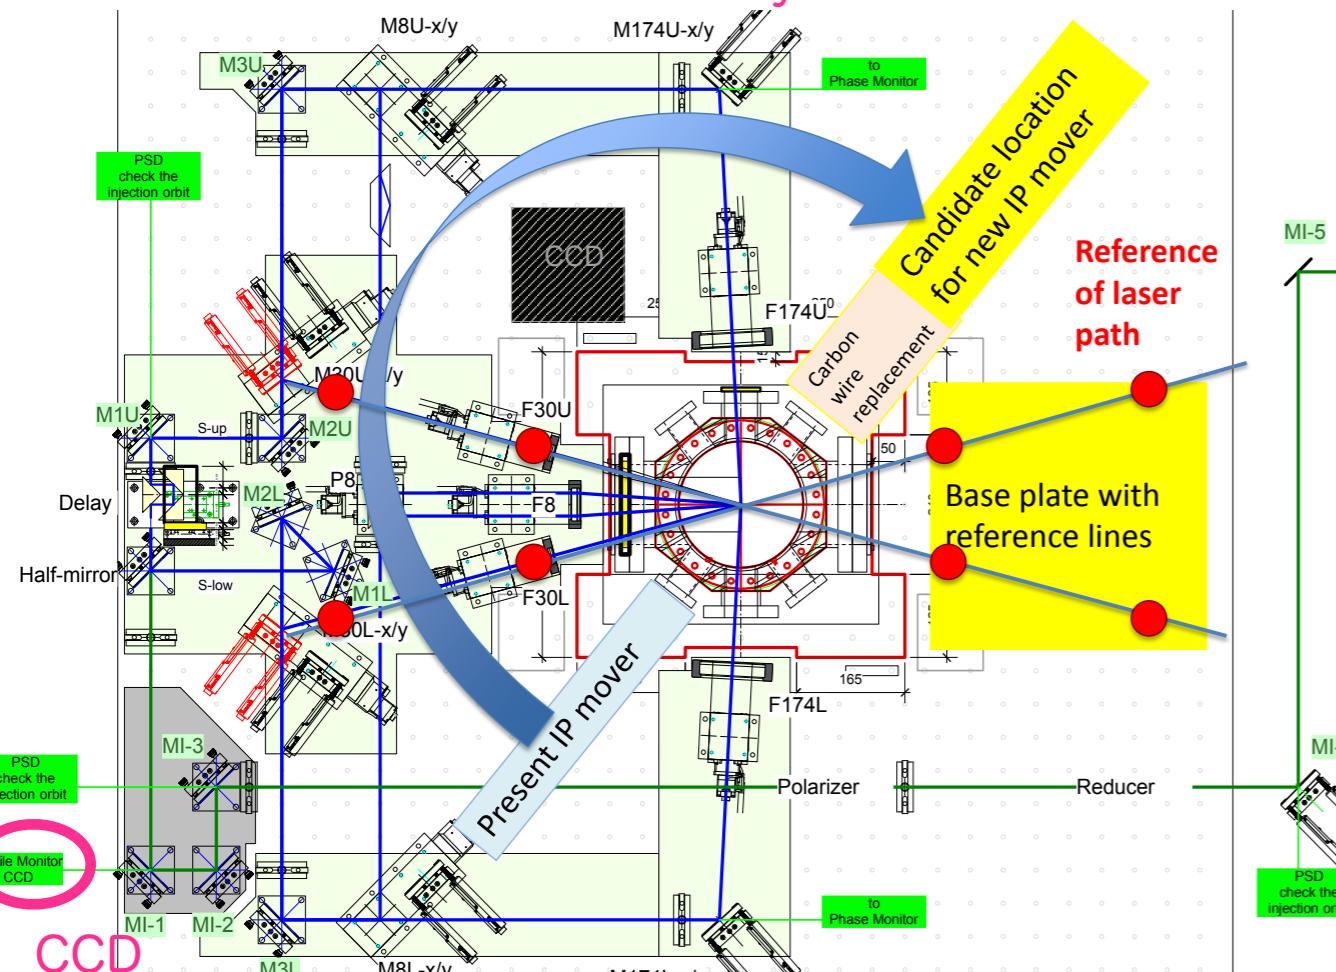 M8U-x/y
M174U-x/y
M3U
to
Phase Monitor
PSD
check the
injection orbit
Candidate location
for new IP mover
CCD
MI-5
Reference
of laser
path
F174U
Carbon
wire
replacement
M1U
S-up
M2U
F30U
50
P8
M2L
F8
Delay
Base plate with
reference lines
Half-mirror
S-low
M1L
F30L
165
F174L
Present IP mover
MI-3
PSD
check the
Polarizer
Reducer
Monitor
CCD
PSD
check the
MI-1
MI-2
to
Phase Monitor
CCD
M3L
M8L-x/y